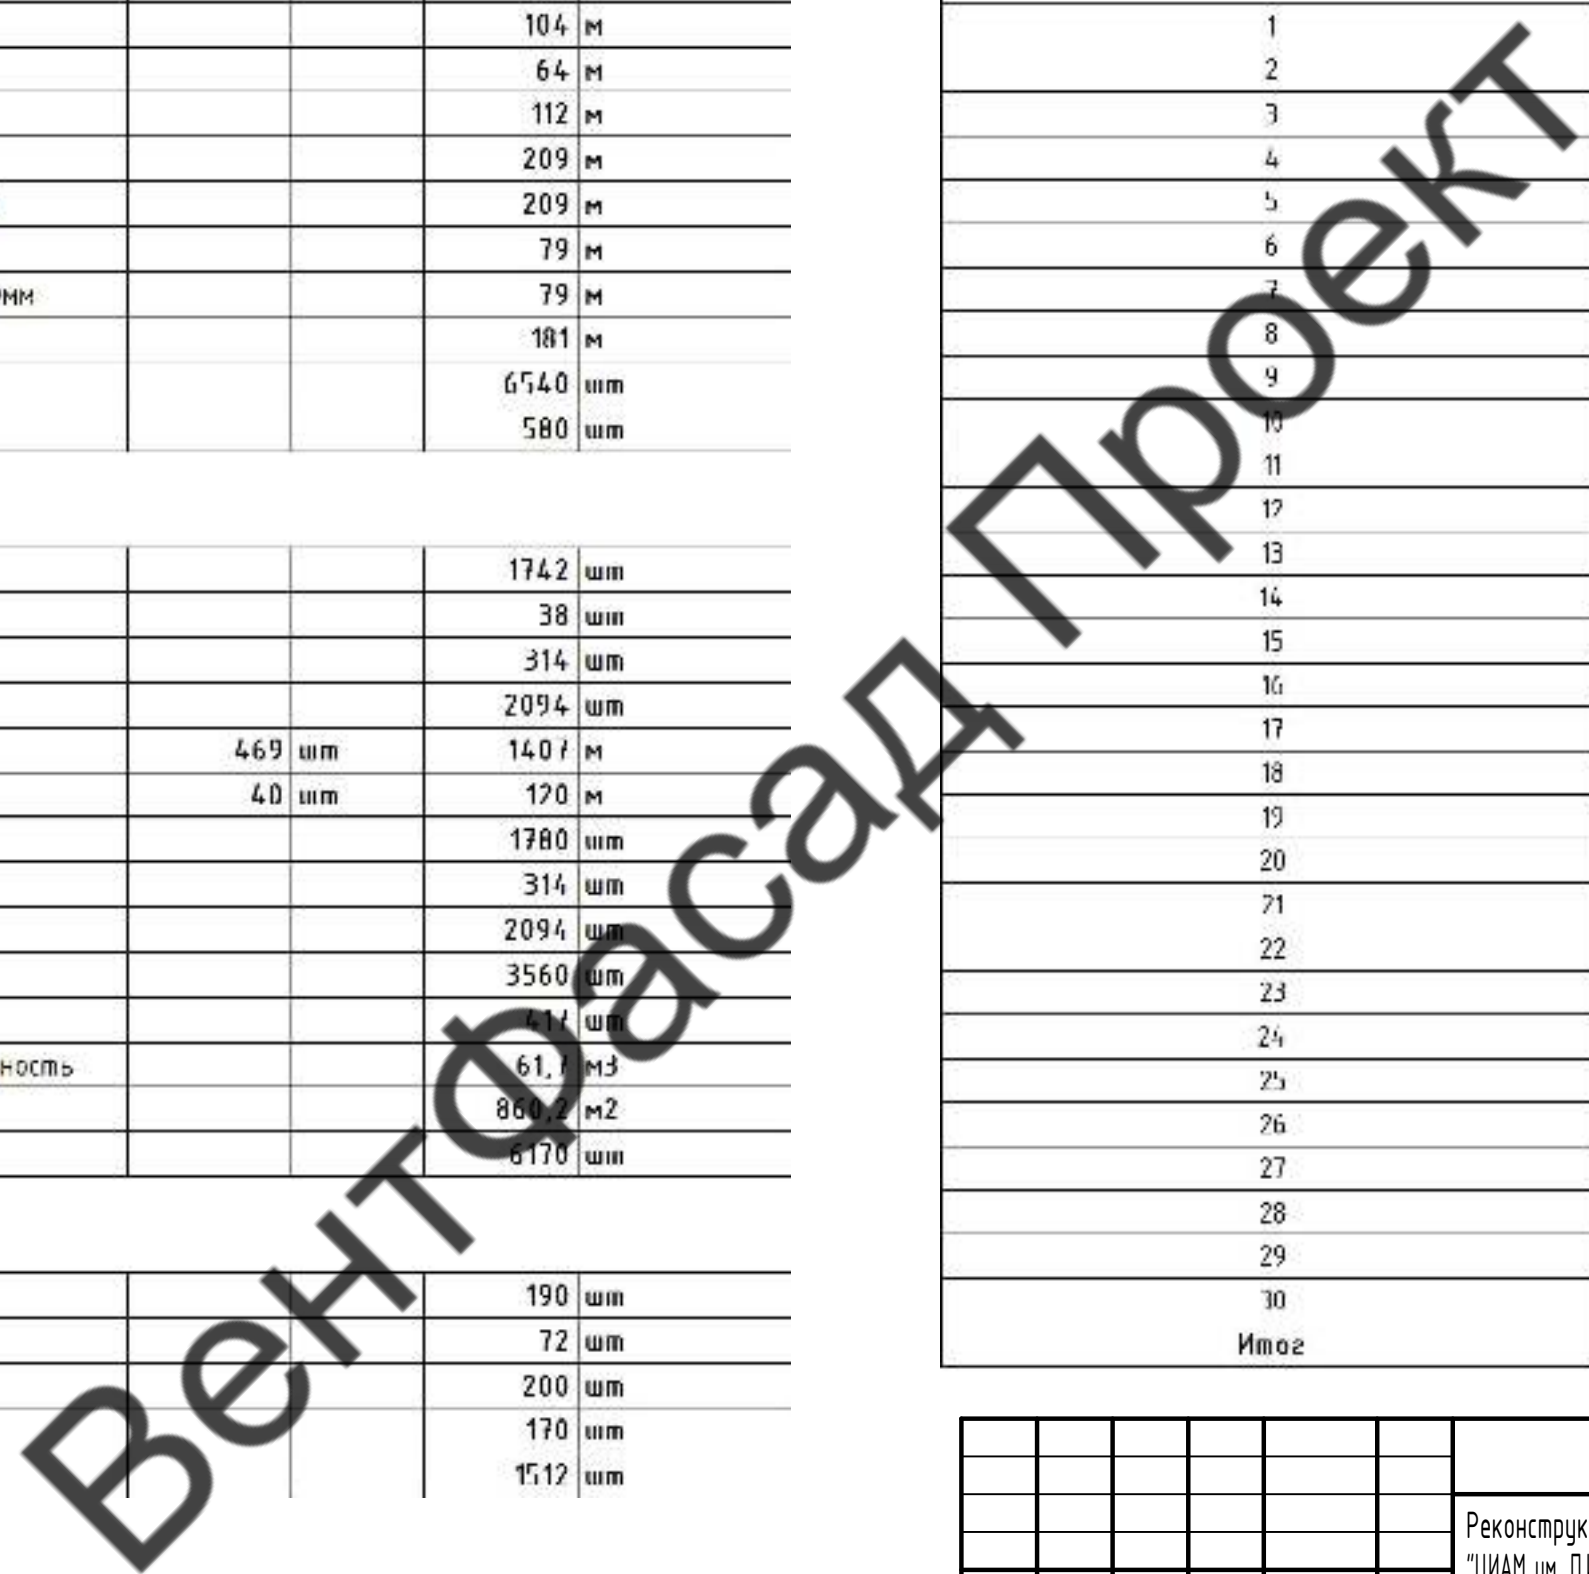 104 м
64 м
112 м
209 м
209 м
79 м
мм 79 м
181 м
6540 шт
580 шт
1742 шт
38 шт
314 шт
2094 шт
469 шт 1407 м
40 шт 120 м
1780 шт
314 шт
2094 шт
3560 шт
417 шт
ность 61,7 м3
860,2 м2
6170 шт
190 шт
72 шт
200 шт
170 шт
1512 шт
1
2
3
4
5
6
7
8
9
10
11
12
13
14
15
16
17
18
19
20
21
22
23
24
25
26
27
28
29
30
Итог
Реконструк
"ЦИАМ им. П.
ВентФасад Проект